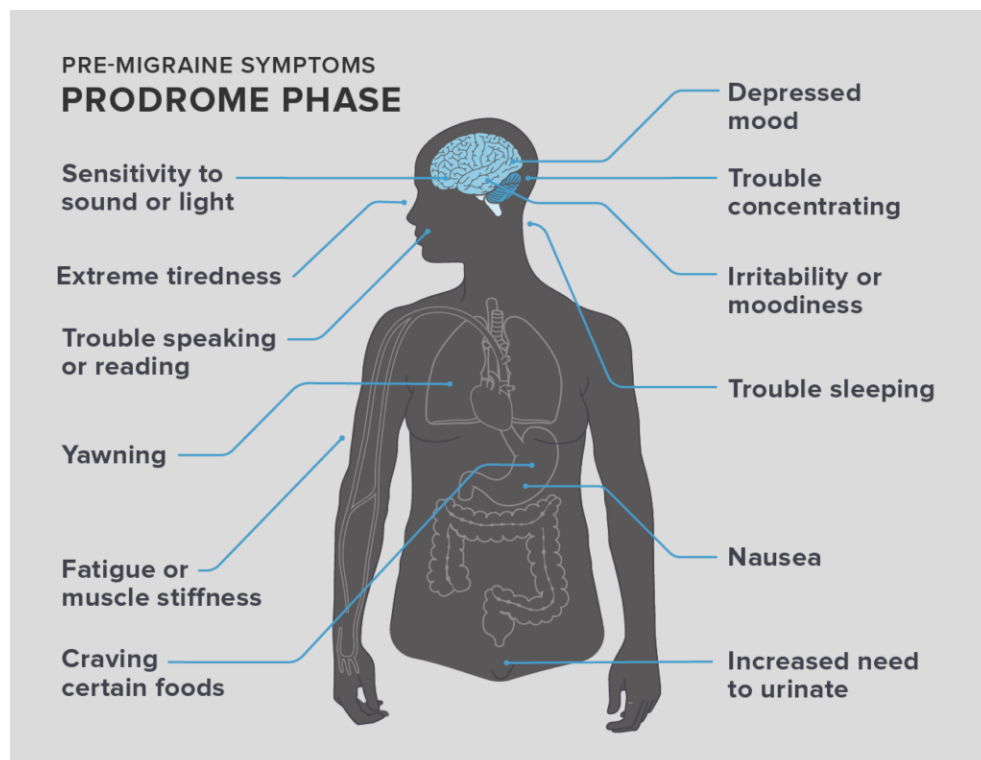 PRE-MIGRAINE SYMPTOMS
PRODROME PHASE
Sensitivity to
sound or light
Extreme tiredness
Trouble speaking
or reading
Yawning
Fatigue or
muscle stiffness
Craving
certain foods
Depressed
mood
Trouble
concentrating
Irritability or
moodiness
Trouble sleeping
Nausea
Increased need
to urinate